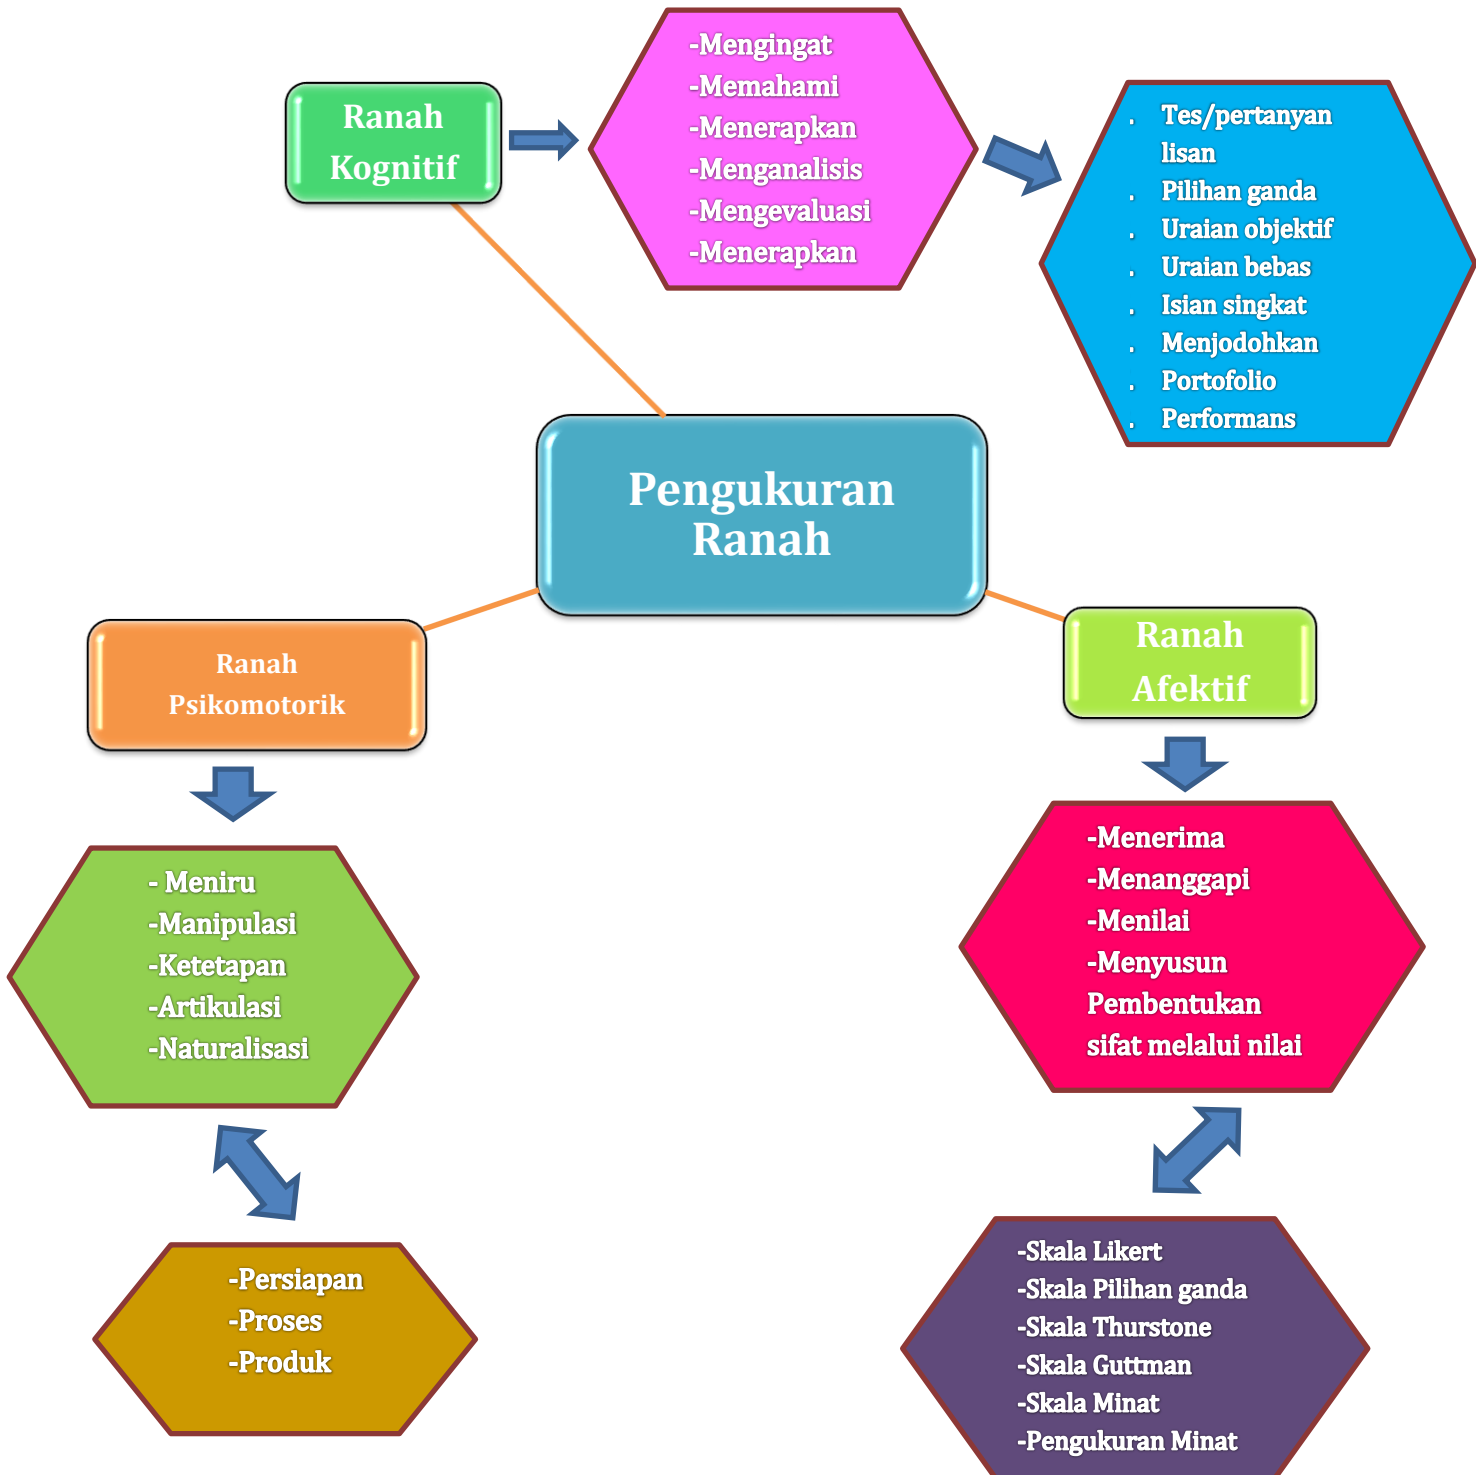 Ranah
Kognitif
-Mengingat
-Memahami
-Menerapkan
-Menganalisis
-Mengevaluasi
-Menerapkan
. Tes/pertanyan
lisan
. Pilihan ganda
. Uraian objektif
. Uraian bebas
. Isian singkat
. Menjodohkan
. Portofolio
. Performans
Pengukuran
Ranah
Ranah
Psikomotorik
- Meniru
-Manipulasi
-Ketetapan
-Artikulasi
-Naturalisasi
-Persiapan
-Proses
-Produk
Ranah
Afektif
-Menerima
-Menanggapi
-Menilai
-Menyusun
Pembentukan
sifat melalui nilai
-Skala Likert
-Skala Pilihan ganda
-Skala Thurstone
-Skala Guttman
-Skala Minat
-Pengukuran Minat